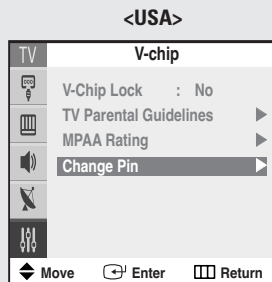 <USA>
TV V-chip
V-Chip Lock : No
TV Parental Guidelines
MPAA Rating
Change Pin
Move Enter Return